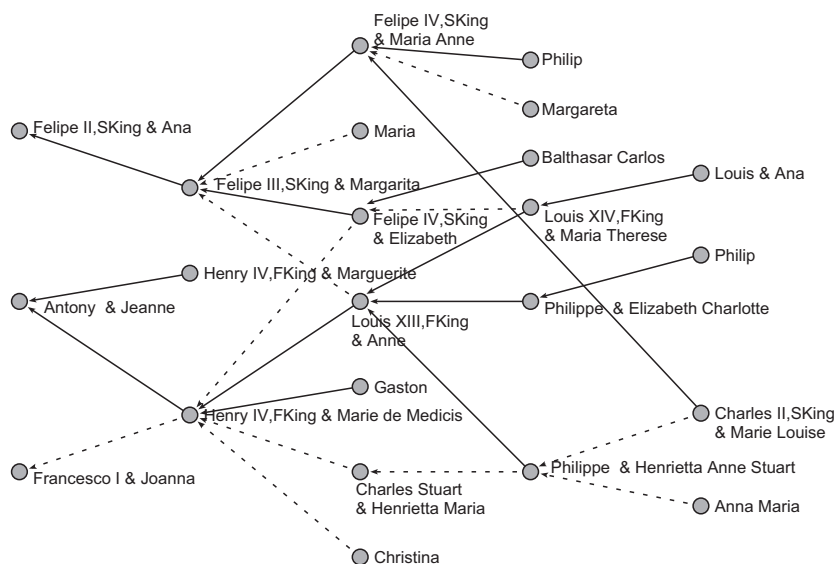 Felipe IV,SKing
& Maria Anne
Philip
Margareta
Felipe II,SKing & Ana
Maria
Balthasar Carlos
Louis & Ana
Felipe III,SKing & Margarita
Felipe IV,SKing
& Elizabeth
Louis XIV,FKing
& Maria Therese
Philip
Henry IV,FKing & Marguerite
Antony & Jeanne
Louis XIII,FKing
& Anne
Philippe & Elizabeth Charlotte
Gaston
Henry IV,FKing & Marie de Medicis
Charles II,SKing
& Marie Louise
Francesco I & Joanna
Charles Stuart
& Henrietta Maria
Philippe & Henrietta Anne Stuart
Anna Maria
Christina